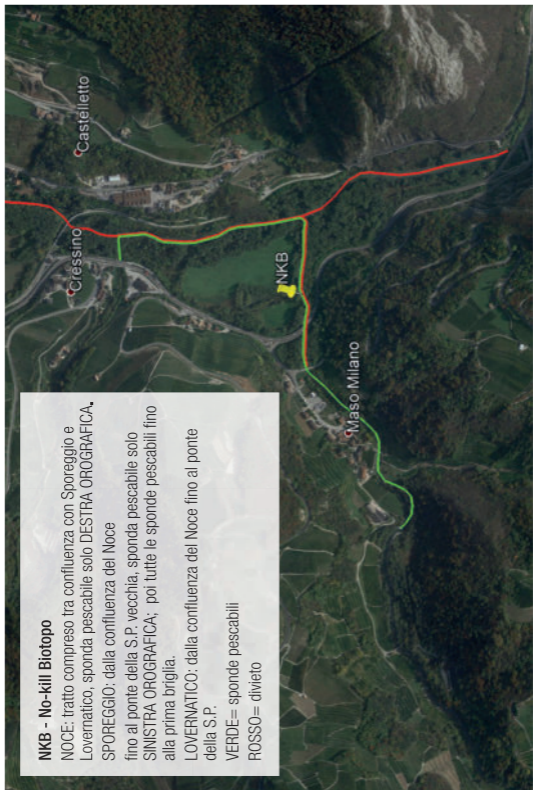 NKB - No-kill Biotopo
NOCE: tratto compreso tra confluenza con Sporeggio e
Lovernatico, sponda pescabile solo DESTRA OROGRAFICA.
SPOREGGIO: dalla confluenza del Noce
fino al ponte della S.P. vecchia, sponda pescabile solo
SINISTRA OROGRAFICA; poi tutte le sponde pescabili fino
alla prima briglia.
LOVERNATICO: dalla confluenza del Noce fino al ponte
della S.P.
VERDE= sponde pescabili
ROSSO= divieto
Castelletto
Cressino
NKB
Maso Milano